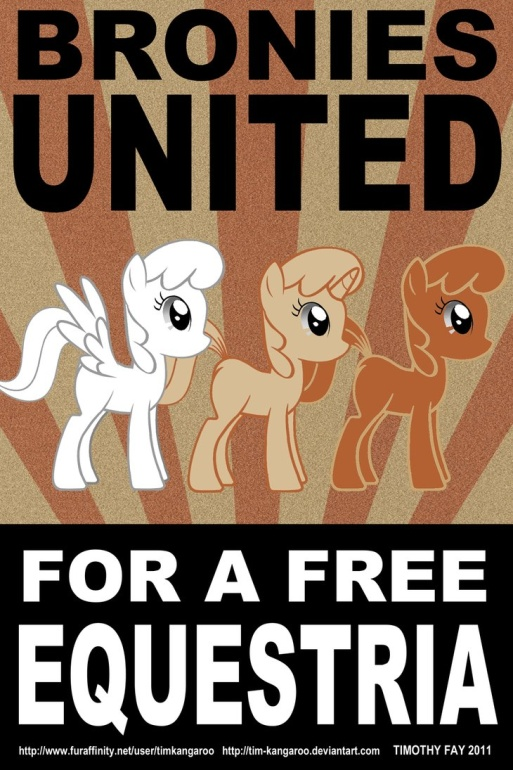 BRONIES
UNITED
FOR A FREE
EQUESTRIA
http://www.furaffinity.net/user/timkangaroo http://tim-kangaroo.deviantart.com TIMOTHY FAY 2011